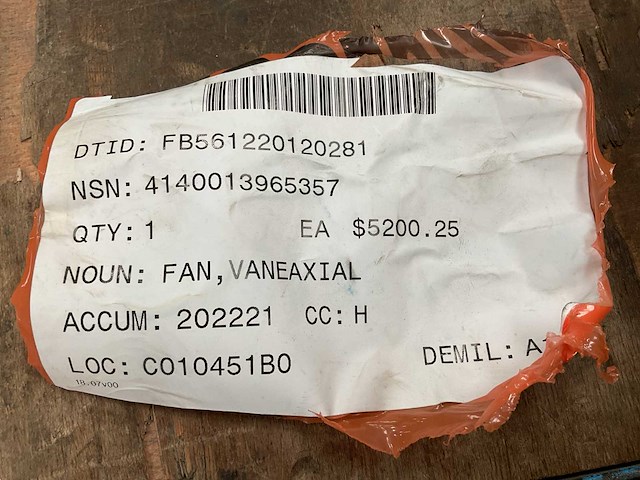 DTID: FB561220120281
NSN: 4140013965357
QTY: 1 EA $5200.25
NOUN: FAN, VANEAXIAL
ACCUM: 202221 CC: H
LOC: C010451B0 DEMIL: A
18.07v00